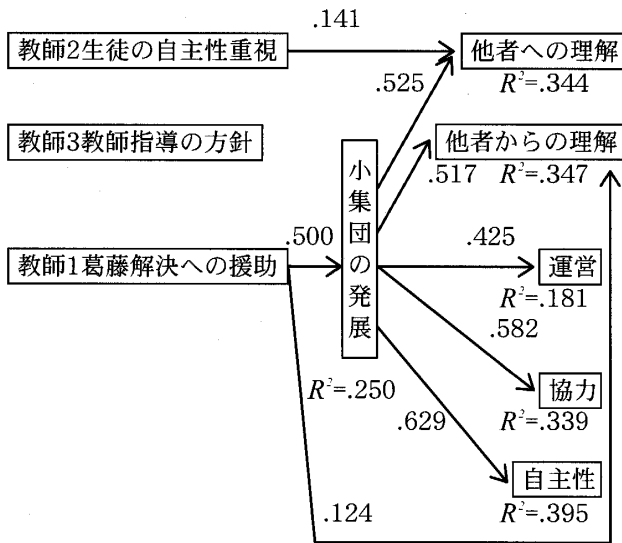 .141
教師2生徒の自主性重視
他者への理解
.525
R²=.344
教師3教師指導の方針
他者からの理解
.517
R²=.347
小集団の発展
.500
.425
教師1葛藤解決への援助
運営
R²=.181
.582
R²=.250
協力
R²=.339
.629
自主性
.124
R²=.395